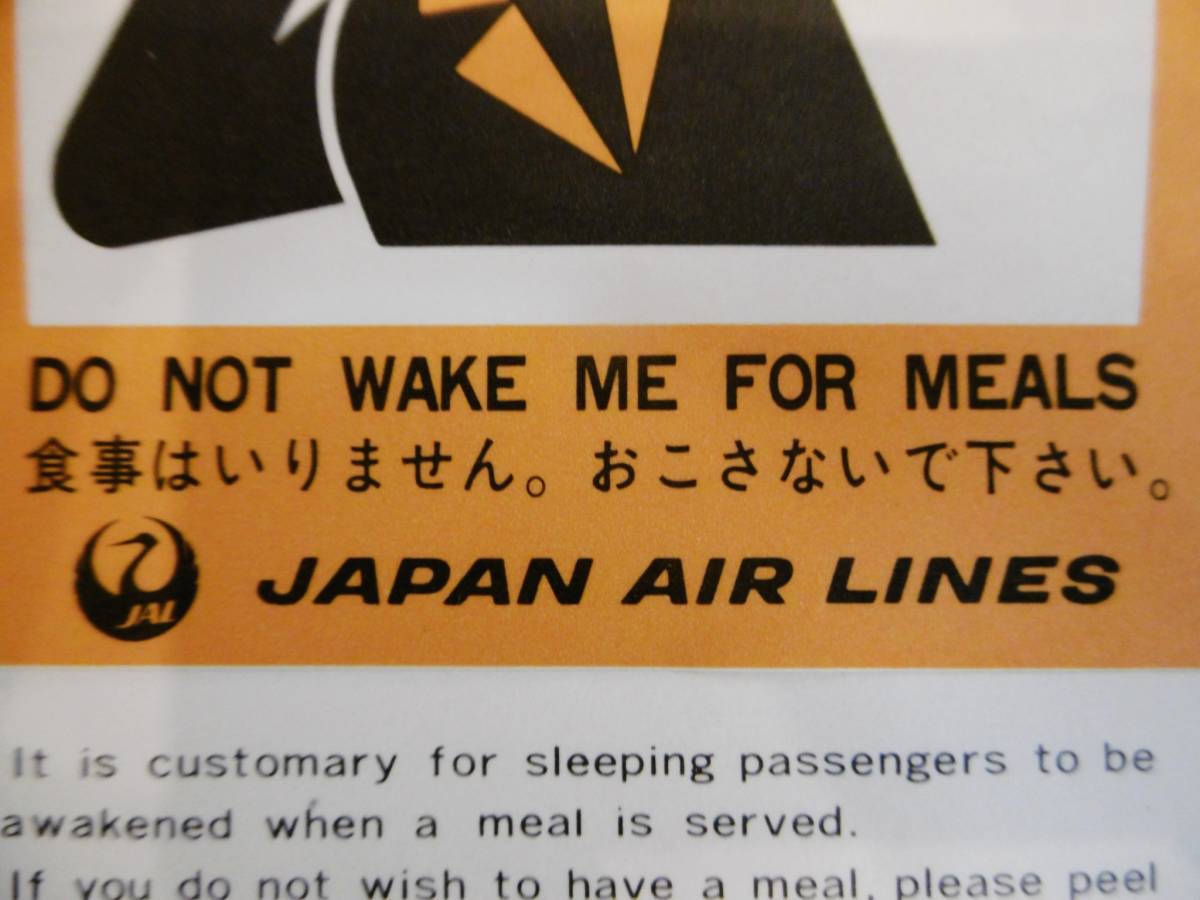 DO NOT WAKE ME FOR MEALS
食事はいりません。おこさないで下さい。
JAL JAPAN AIR LINES
It is customary for sleeping passengers to be
awakened when a meal is served.
If you do not wish to have a meal, please peel